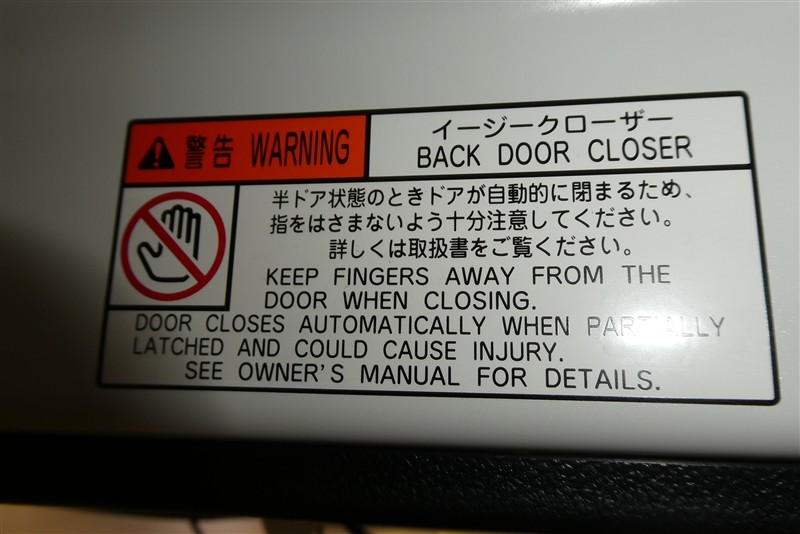 警告 WARNING
イージークローザー
BACK DOOR CLOSER
半ドア状態のときドアが自動的に閉まるため、
指をはさまないよう十分注意してください。
詳しくは取扱書をご覧ください。
KEEP FINGERS AWAY FROM THE
DOOR WHEN CLOSING.
DOOR CLOSES AUTOMATICALLY WHEN PARTIALLY
LATCHED AND COULD CAUSE INJURY.
SEE OWNER'S MANUAL FOR DETAILS.